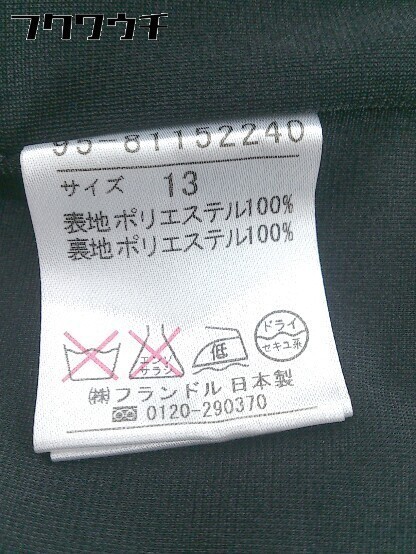 フクワウチ
95-81152240
サイズ 13
表地 ポリエステル100%
裏地 ポリエステル100%
エンソ
サラシ
低
ドライ
セキユ系
㈱フランドル 日本製
0120-290370